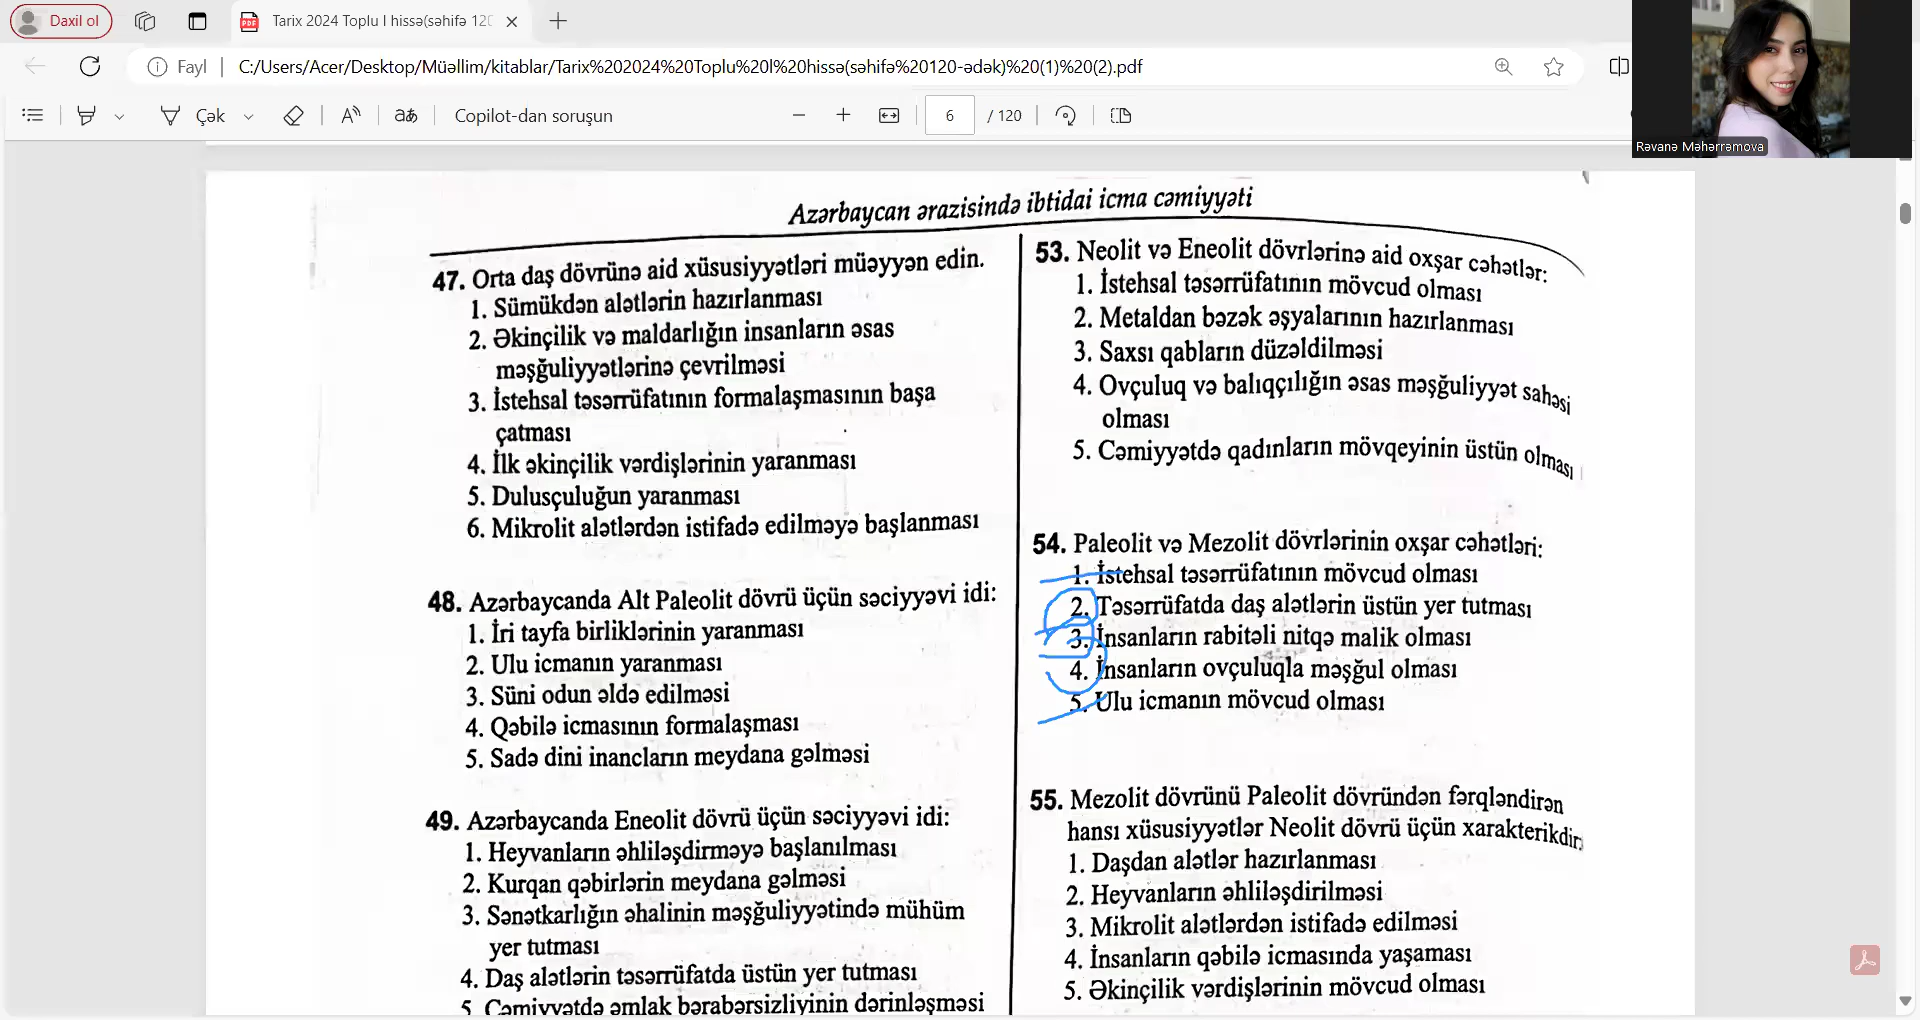 Daxil ol
Tarix 2024 Toplu I hissə(səhifə 120
Fayl
C:/Users/Acer/Desktop/Müəllim/kitablar/Tarix%202024%20Toplu%20I%20hissə(səhifə%20120-ədək)%20(1)%20(2).pdf
Çək
Copilot-dan soruşun
6 / 120
Rəvanə Məhərrəmova
Azərbaycan ərazisində ibtidai icma cəmiyyəti
47. Orta daş dövrünə aid xüsusiyyətləri müəyyən edin.
1. Sümükdən alətlərin hazırlanması
2. Əkinçilik və maldarlığın insanların əsas
məşğuliyyətlərinə çevrilməsi
3. İstehsal təsərrüfatının formalaşmasının başa
çatması
4. İlk əkinçilik vərdişlərinin yaranması
5. Dulusçuluğun yaranması
6. Mikrolit alətlərdən istifadə edilməyə başlanması
48. Azərbaycanda Alt Paleolit dövrü üçün səciyyəvi idi:
1. İri tayfa birliklərinin yaranması
2. Ulu icmanın yaranması
3. Süni odun əldə edilməsi
4. Qəbilə icmasının formalaşması
5. Sadə dini inancların meydana gəlməsi
49. Azərbaycanda Eneolit dövrü üçün səciyyəvi idi:
1. Heyvanların əhliləşdirməyə başlanılması
2. Kurqan qəbirlərin meydana gəlməsi
3. Sənətkarlığın əhalinin məşğuliyyətində mühüm
yer tutması
4. Daş alətlərin təsərrüfatda üstün yer tutması
5. Cəmiyyətdə əmlak bərabərsizliyinin dərinləşməsi
53. Neolit və Eneolit dövrlərinə aid oxşar cəhətlər:
1. İstehsal təsərrüfatının mövcud olması
2. Metaldan bəzək əşyalarının hazırlanması
3. Saxsı qabların düzəldilməsi
4. Ovçuluq və balıqçılığın əsas məşğuliyyət sahəsi
olması
5. Cəmiyyətdə qadınların mövqeyinin üstün olması
54. Paleolit və Mezolit dövrlərinin oxşar cəhətləri:
1. İstehsal təsərrüfatının mövcud olması
2. Təsərrüfatda daş alətlərin üstün yer tutması
3. İnsanların rabitəli nitqə malik olması
4. İnsanların ovçuluqla məşğul olması
5. Ulu icmanın mövcud olması
55. Mezolit dövrünü Paleolit dövründən fərqləndirən
hansı xüsusiyyətlər Neolit dövrü üçün xarakterikdir:
1. Daşdan alətlər hazırlanması
2. Heyvanların əhliləşdirilməsi
3. Mikrolit alətlərdən istifadə edilməsi
4. İnsanların qəbilə icmasında yaşaması
5. Əkinçilik vərdişlərinin mövcud olması